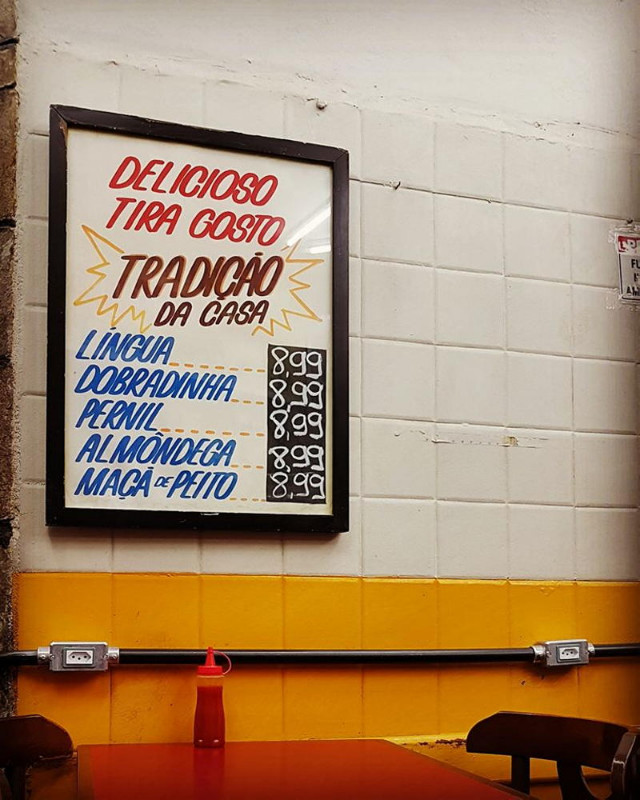 DELICIOSO
TIRA GOSTO
TRADIÇÃO
DA CASA
LÍNGUA 8,99
DOBRADINHA 8,99
PERNIL 8,99
ALMÔNDEGA 8,99
MAÇÃ DE PEITO 8,99